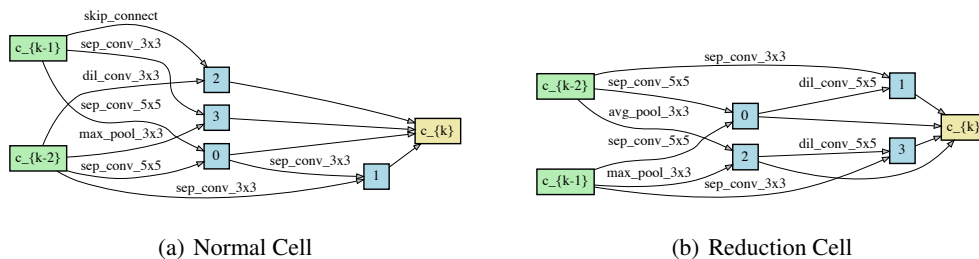 skip_connect
c_{k-1}
sep_conv_3x3
dil_conv_3x3
2
sep_conv_5x5
3
max_pool_3x3
c_{k}
c_{k-2}
0
sep_conv_5x5
sep_conv_3x3
1
sep_conv_3x3
(a) Normal Cell
sep_conv_3x3
c_{k-2}
sep_conv_5x5
dil_conv_5x5
1
avg_pool_3x3
0
c_{k}
sep_conv_5x5
2
dil_conv_5x5
3
c_{k-1}
max_pool_3x3
sep_conv_3x3
(b) Reduction Cell